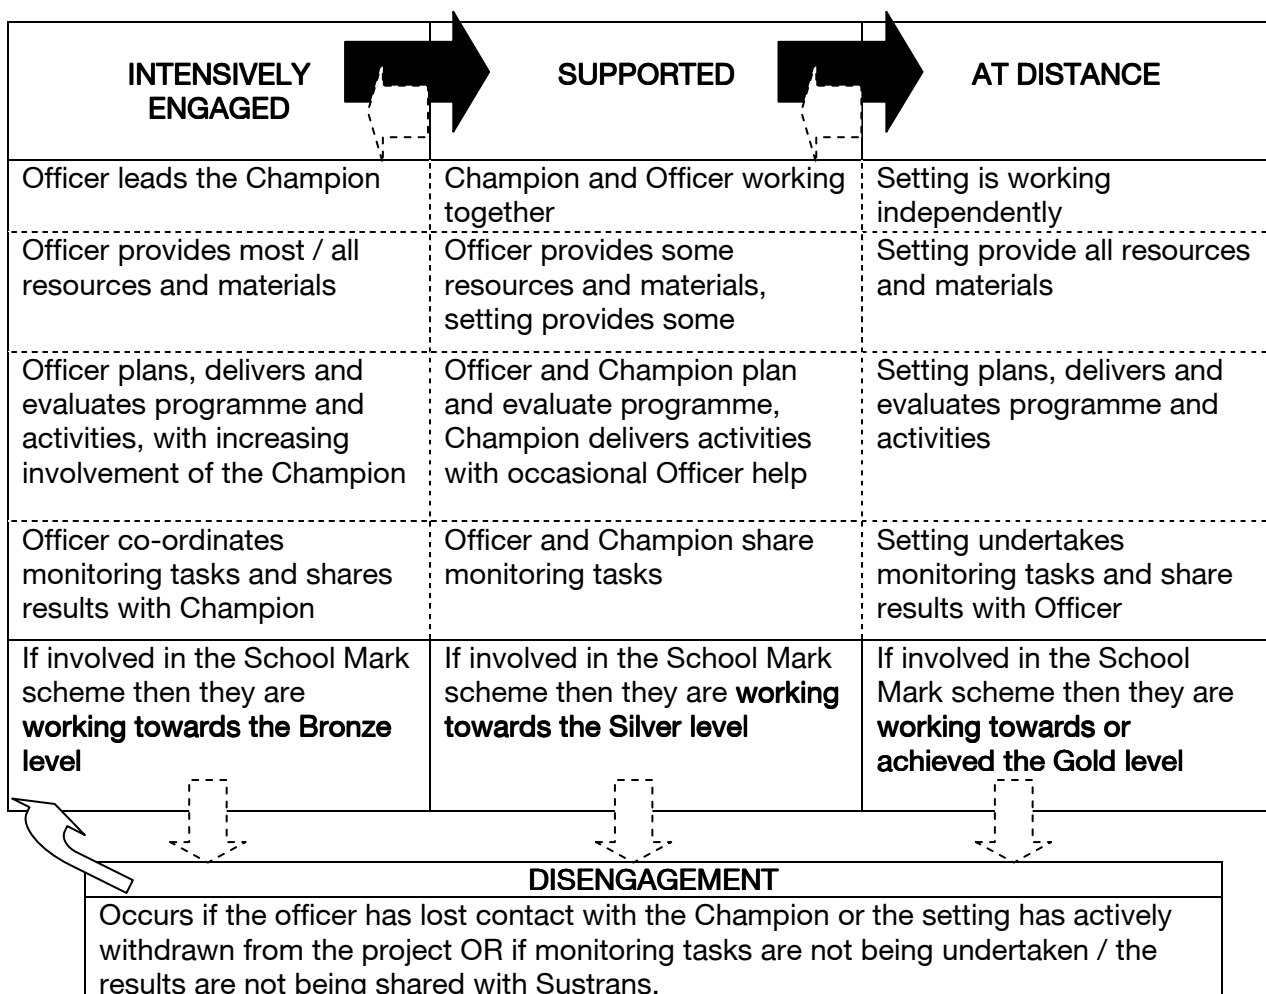 INTENSIVELY
ENGAGED
SUPPORTED
AT DISTANCE
Officer leads the Champion
Champion and Officer working
together
Setting is working
independently
Officer provides most / all
resources and materials
Officer provides some
resources and materials,
setting provides some
Setting provide all resources
and materials
Officer plans, delivers and
evaluates programme and
activities, with increasing
involvement of the Champion
Officer and Champion plan
and evaluate programme,
Champion delivers activities
with occasional Officer help
Setting plans, delivers and
evaluates programme and
activities
Officer co-ordinates
monitoring tasks and shares
results with Champion
Officer and Champion share
monitoring tasks
Setting undertakes
monitoring tasks and share
results with Officer
If involved in the School Mark
scheme then they are
working towards the Bronze
level
If involved in the School Mark
scheme then they are working
towards the Silver level
If involved in the School
Mark scheme then they are
working towards or
achieved the Gold level
DISENGAGEMENT
Occurs if the officer has lost contact with the Champion or the setting has actively
withdrawn from the project OR if monitoring tasks are not being undertaken / the
results are not being shared with Sustrans.